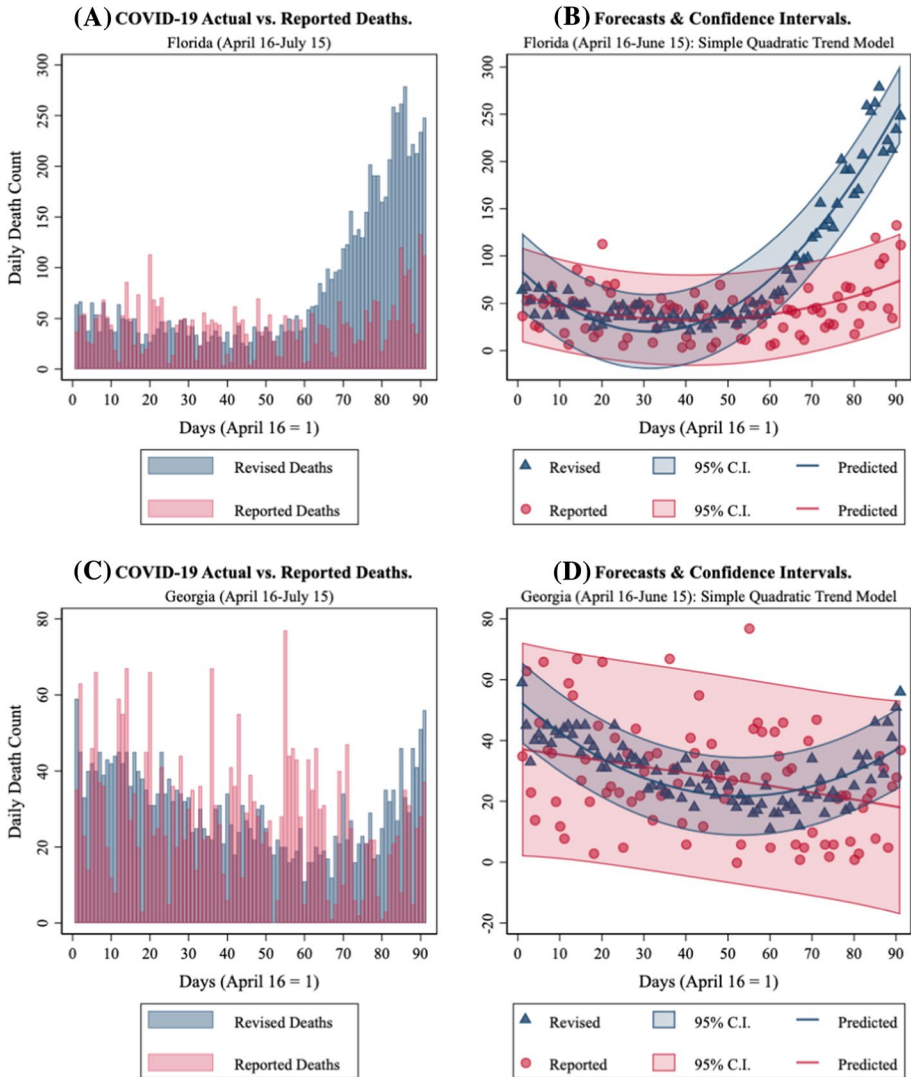 (A) COVID-19 Actual vs. Reported Deaths.
Florida (April 16-July 15)
Daily Death Count
300
250
200
150
100
50
0
0 10 20 30 40 50 60 70 80 90
Days (April 16 = 1)
Revised Deaths
Reported Deaths
(B) Forecasts & Confidence Intervals.
Florida (April 16-June 15): Simple Quadratic Trend Model
300
250
200
150
100
50
0
0 10 20 30 40 50 60 70 80 90
Days (April 16 = 1)
Revised 95% C.I. Predicted
Reported 95% C.I. Predicted
(C) COVID-19 Actual vs. Reported Deaths.
Georgia (April 16-July 15)
Daily Death Count
80
60
40
20
0
0 10 20 30 40 50 60 70 80 90
Days (April 16 = 1)
Revised Deaths
Reported Deaths
(D) Forecasts & Confidence Intervals.
Georgia (April 16-June 15): Simple Quadratic Trend Model
80
60
40
20
0
-20
0 10 20 30 40 50 60 70 80 90
Days (April 16 = 1)
Revised 95% C.I. Predicted
Reported 95% C.I. Predicted